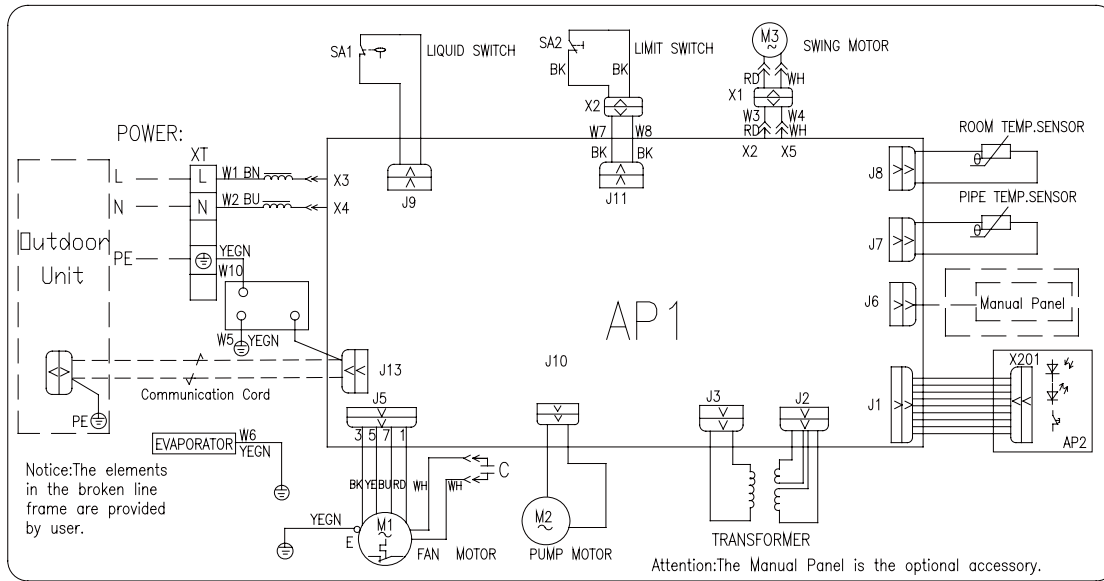 SA1
LIQUID SWITCH
SA2
LIMIT SWITCH
BK
BK
M3
~
SWING MOTOR
RD
WH
X1
X2
W3
W4
RD
WH
W7
W8
BK
BK
X2
X5
POWER:
XT
L
L
W1 BN
X3
N
N
W2 BU
X4
PE
YEGN
W10
W5
YEGN
Outdoor
Unit
PE
Communication Cord
J9
J11
ROOM TEMP.SENSOR
θ
J8
PIPE TEMP.SENSOR
θ
J7
J6
Manual Panel
AP1
J13
J10
J5
3 5 7 1
J3
J2
J1
X201
AP2
EVAPORATOR
W6
YEGN
Notice:The elements
in the broken line
frame are provided
by user.
BK
YE
BU
RD
WH
WH
C
YEGN
E
M1
~
FAN MOTOR
M2
~
PUMP MOTOR
TRANSFORMER
Attention:The Manual Panel is the optional accessory.